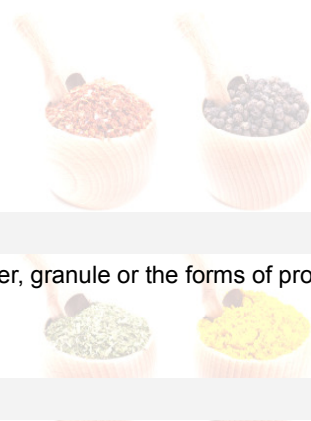 er, granule or the forms of pro